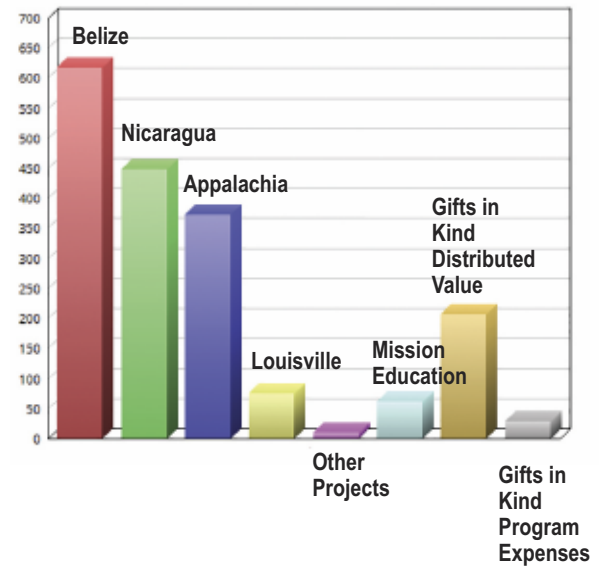 700
650
600
550
500
450
400
350
300
250
200
150
100
50
0
Belize
Nicaragua
Appalachia
Louisville
Other
Projects
Mission
Education
Gifts in
Kind
Distributed
Value
Gifts in
Kind
Program
Expenses